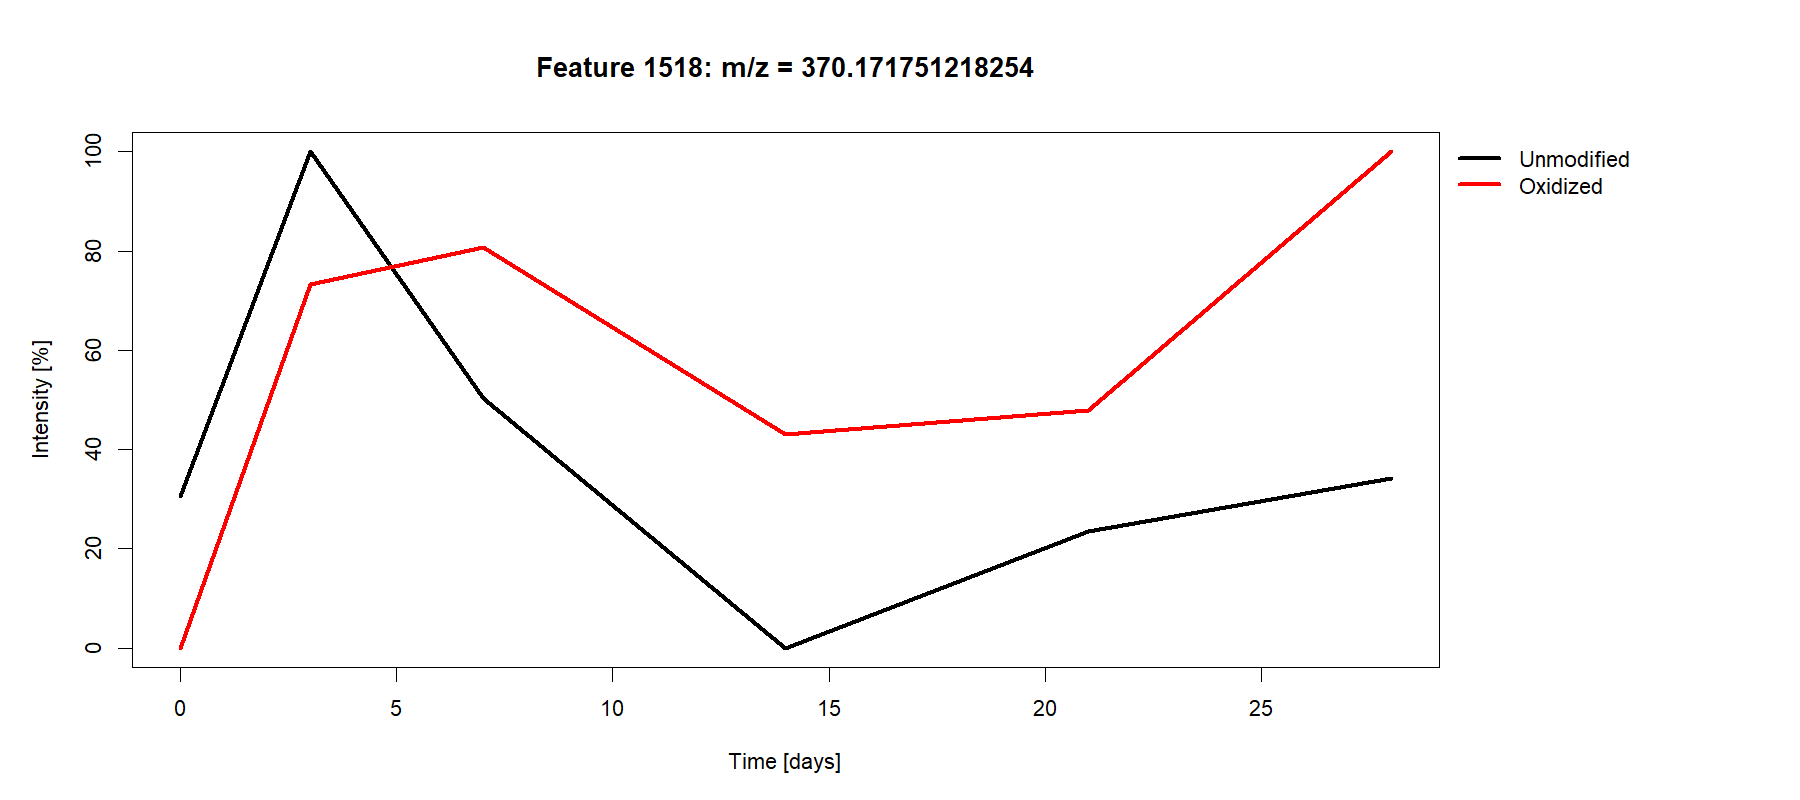 Feature 1518: m/z = 370.171751218254
Unmodified
Oxidized
Intensity [%]
100
80
60
40
20
0
0 5 10 15 20 25
Time [days]